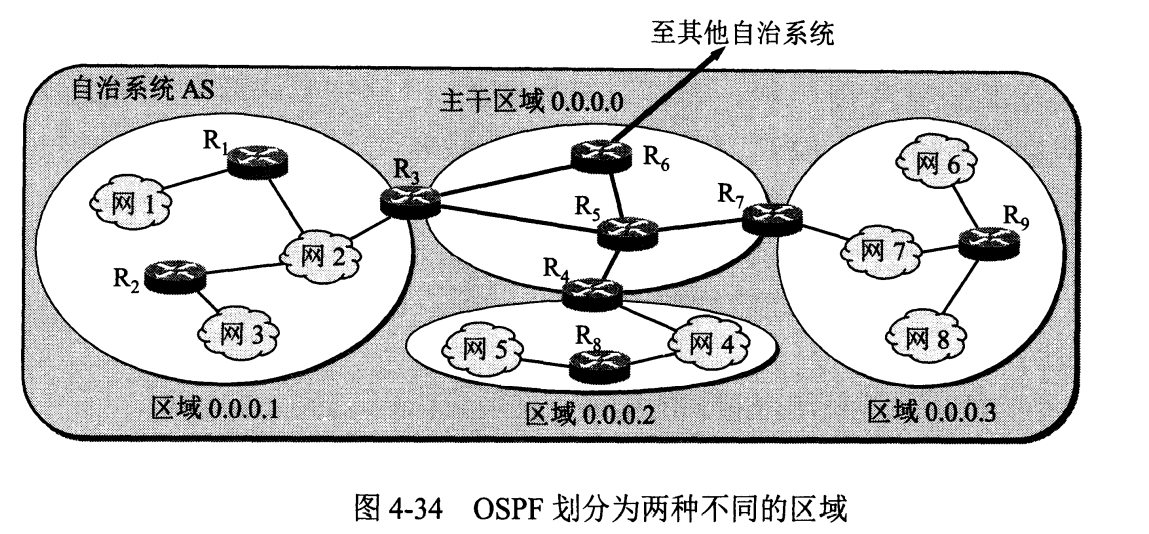 至其他自治系统
自治系统 AS
主干区域 0.0.0.0
R1
R3
R6
网 6
网 1
R5
R7
R9
网 2
网 7
R2
R4
网 3
R8
网 4
网 5
网 8
区域 0.0.0.1
区域 0.0.0.2
区域 0.0.0.3
图 4-34 OSPF 划分为两种不同的区域